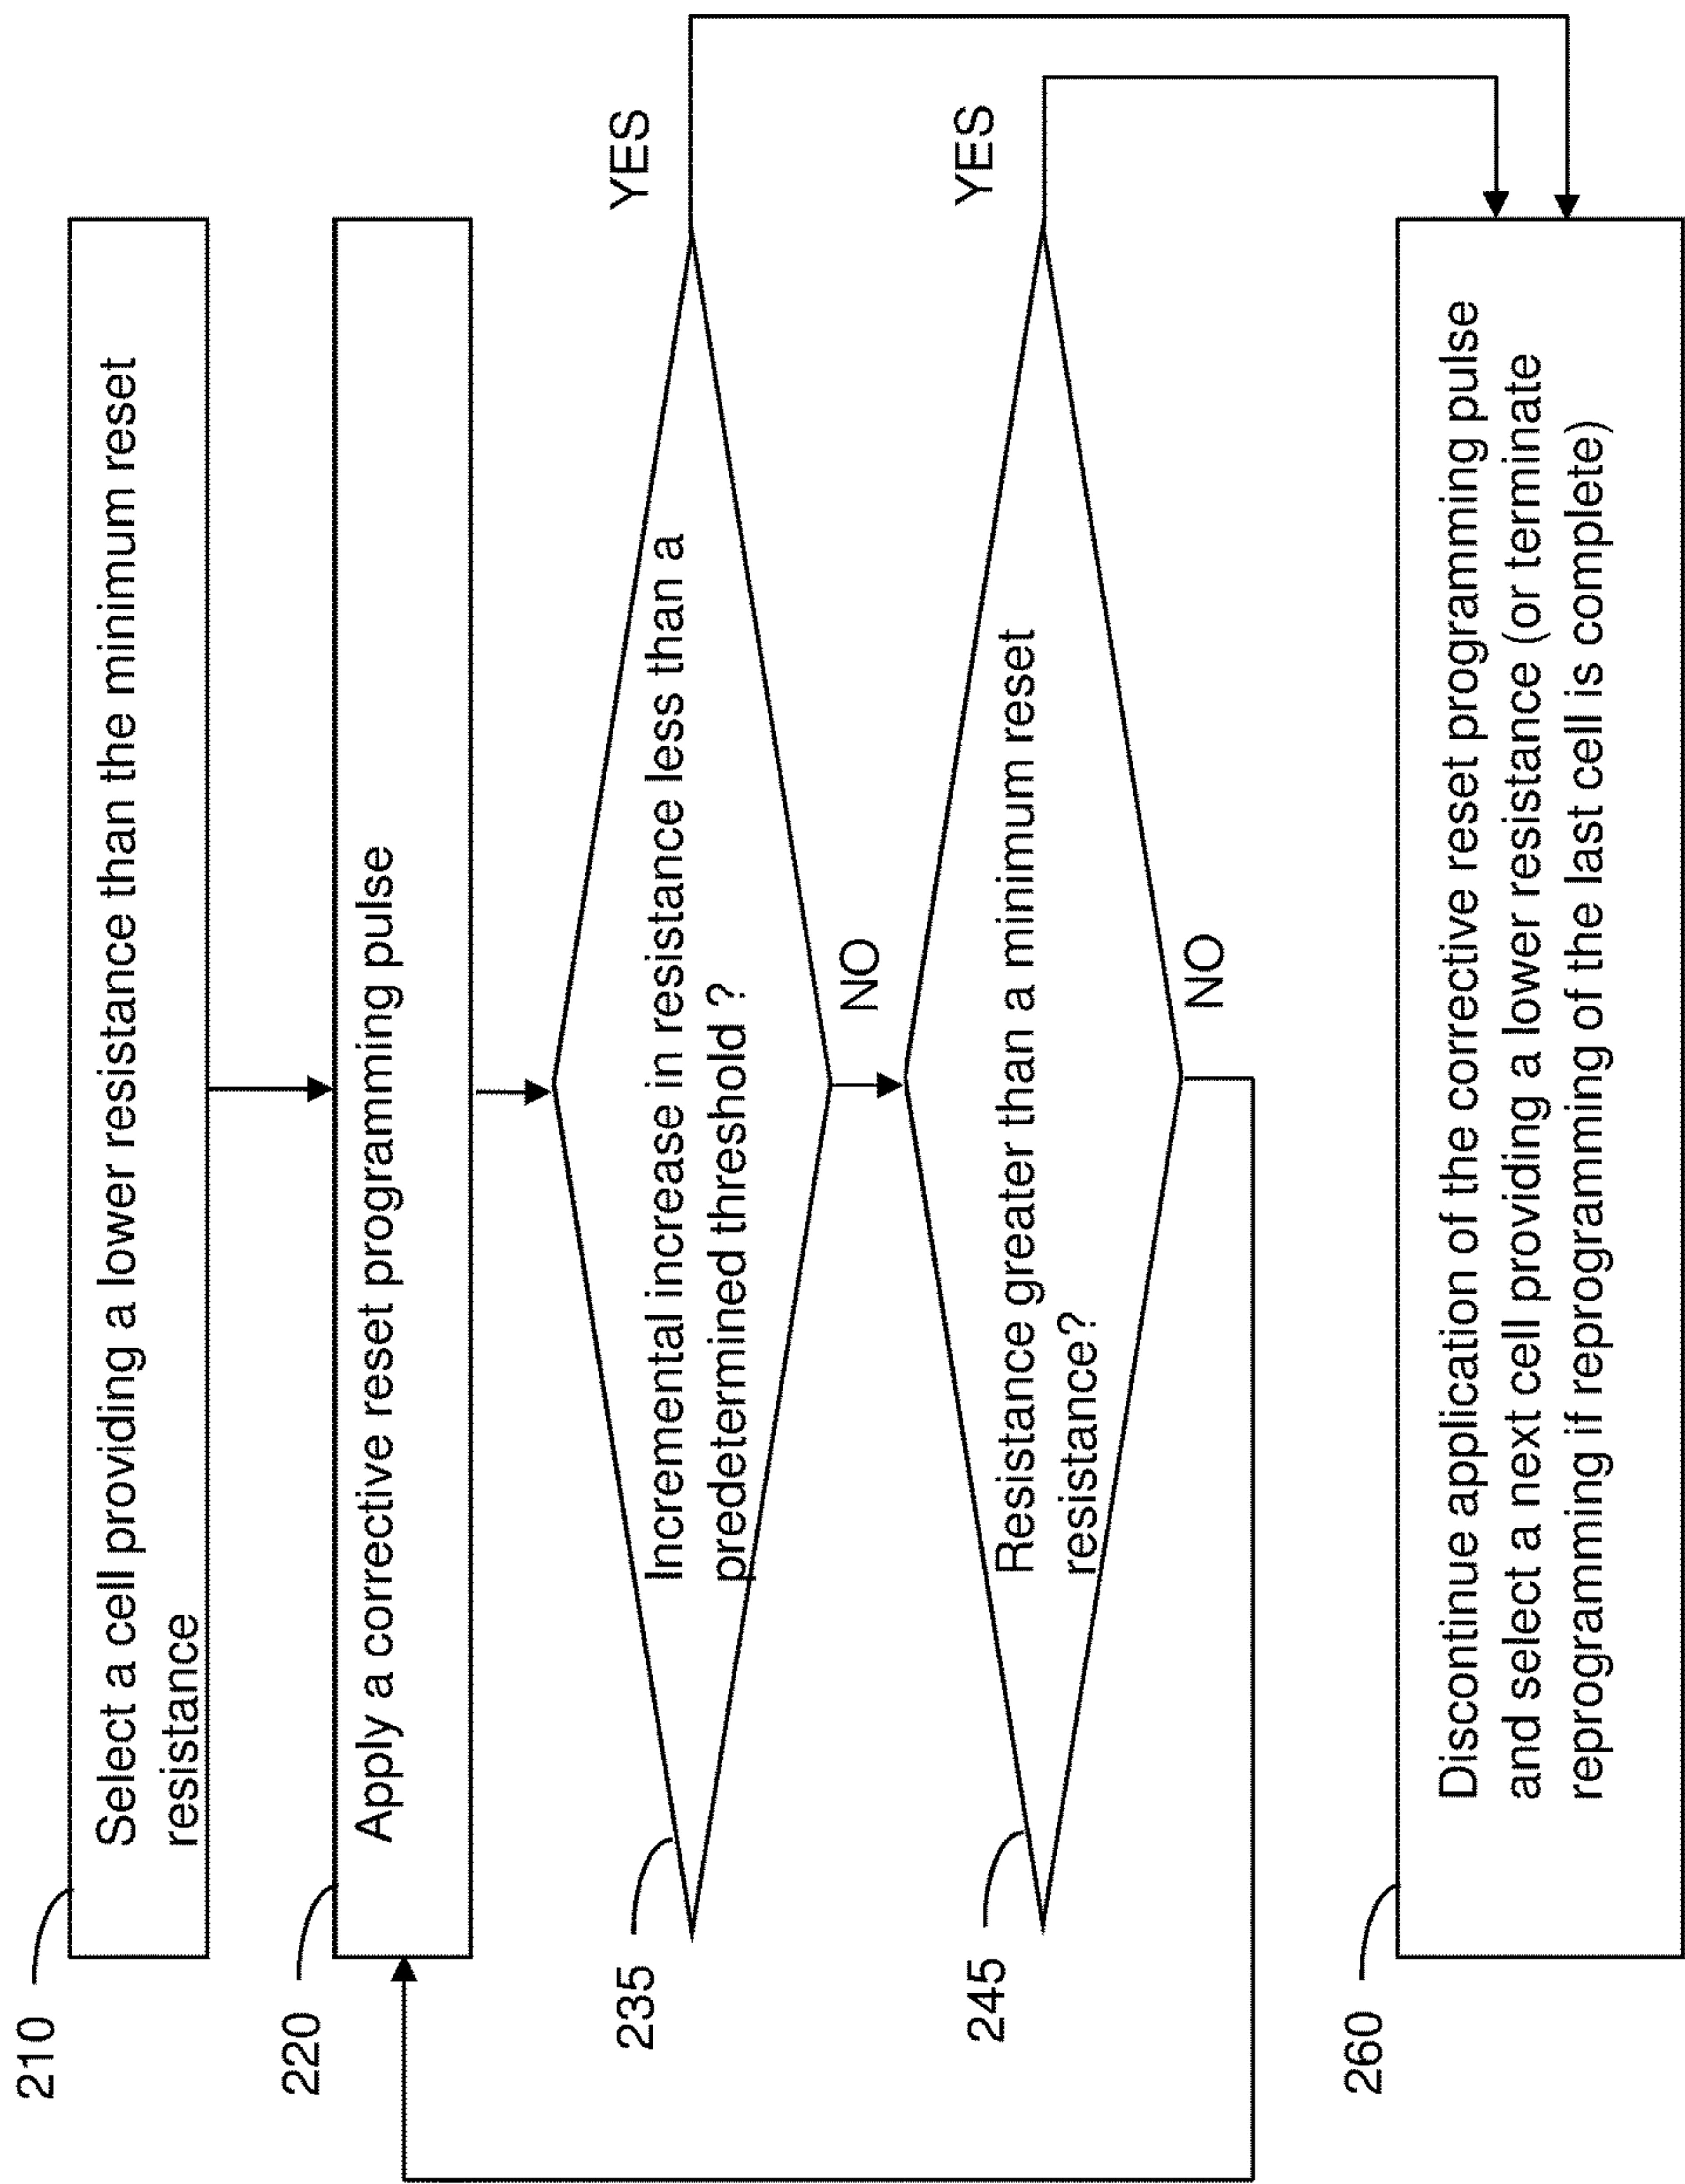 210
Select a cell providing a lower resistance than the minimum reset
resistance
220
Apply a corrective reset programming pulse
235
Incremental increase in resistance less than a
predetermined threshold ?
YES
NO
245
Resistance greater than a minimum reset
resistance?
YES
NO
260
Discontinue application of the corrective reset programming pulse
and select a next cell providing a lower resistance (or terminate
reprogramming if reprogramming of the last cell is complete)